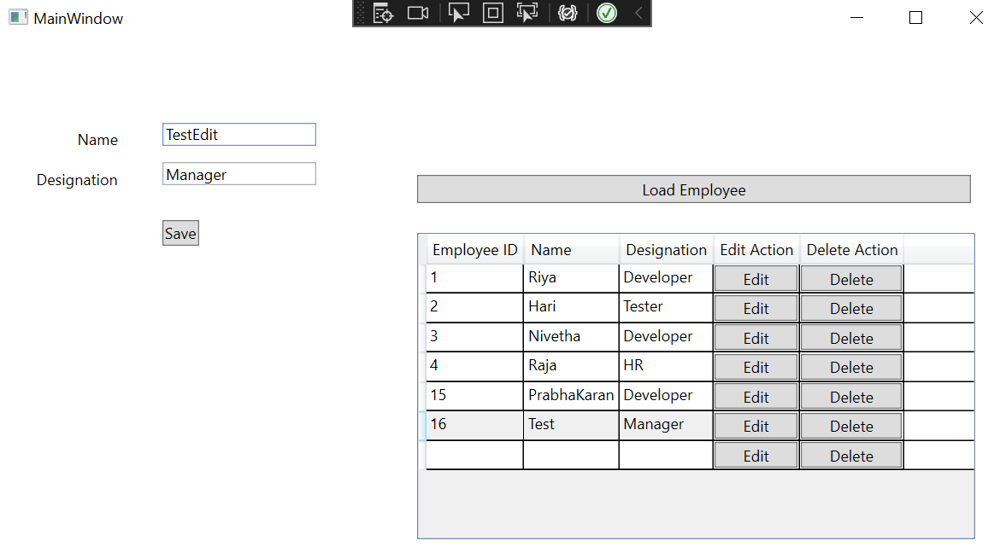 MainWindow
Name TestEdit
Designation Manager
Save
Load Employee
Employee ID Name Designation Edit Action Delete Action
1 Riya Developer Edit Delete
2 Hari Tester Edit Delete
3 Nivetha Developer Edit Delete
4 Raja HR Edit Delete
15 PrabhaKaran Developer Edit Delete
16 Test Manager Edit Delete
Edit Delete